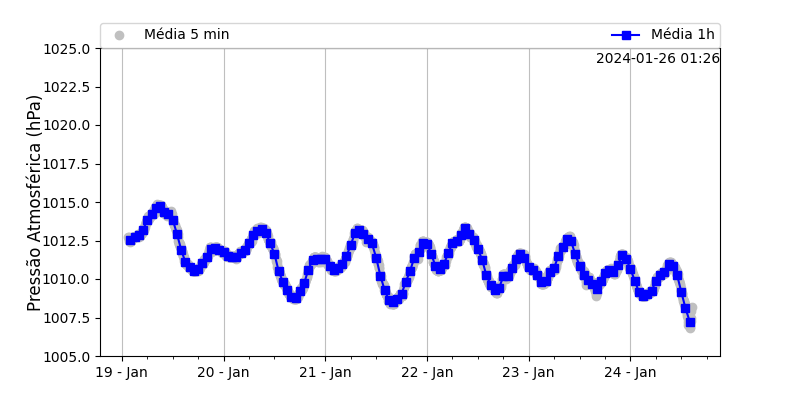 Média 5 min
Média 1h
2024-01-26 01:26
Pressão Atmosférica (hPa)
1025.0
1022.5
1020.0
1017.5
1015.0
1012.5
1010.0
1007.5
1005.0
19 - Jan
20 - Jan
21 - Jan
22 - Jan
23 - Jan
24 - Jan